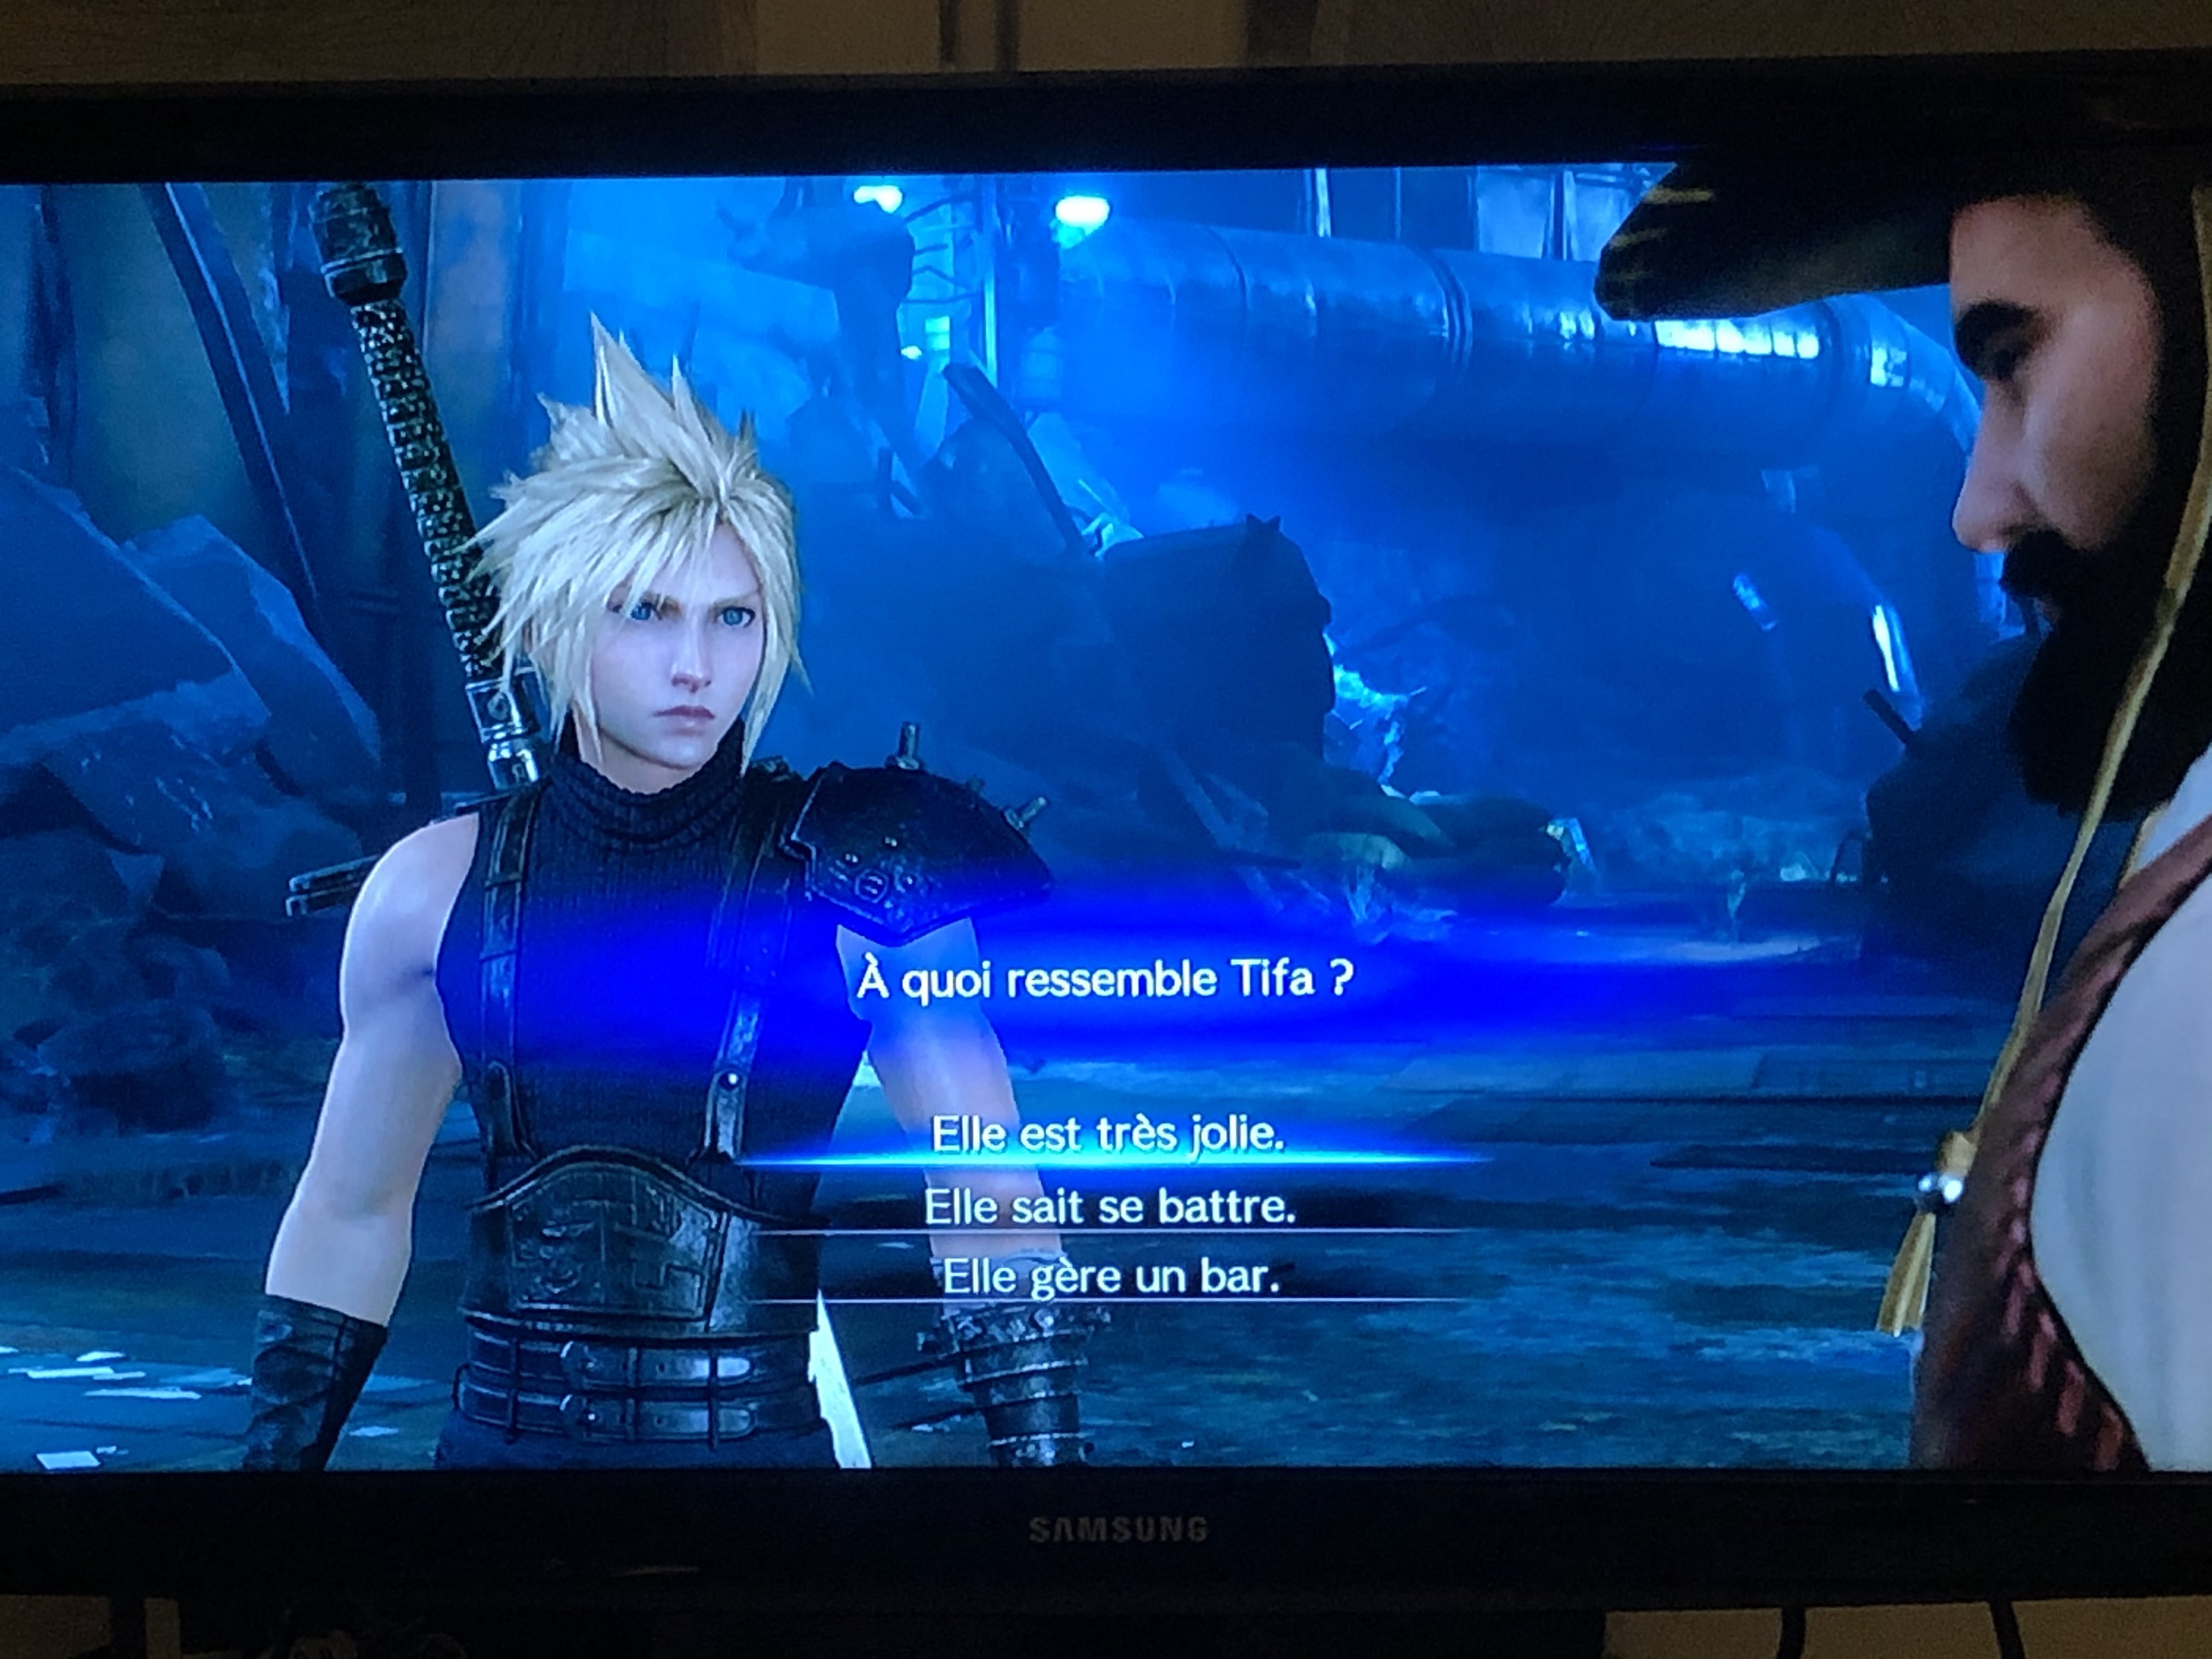 À quoi ressemble Tifa ?
Elle est très jolie.
Elle sait se battre.
Elle gère un bar.
SAMSUNG